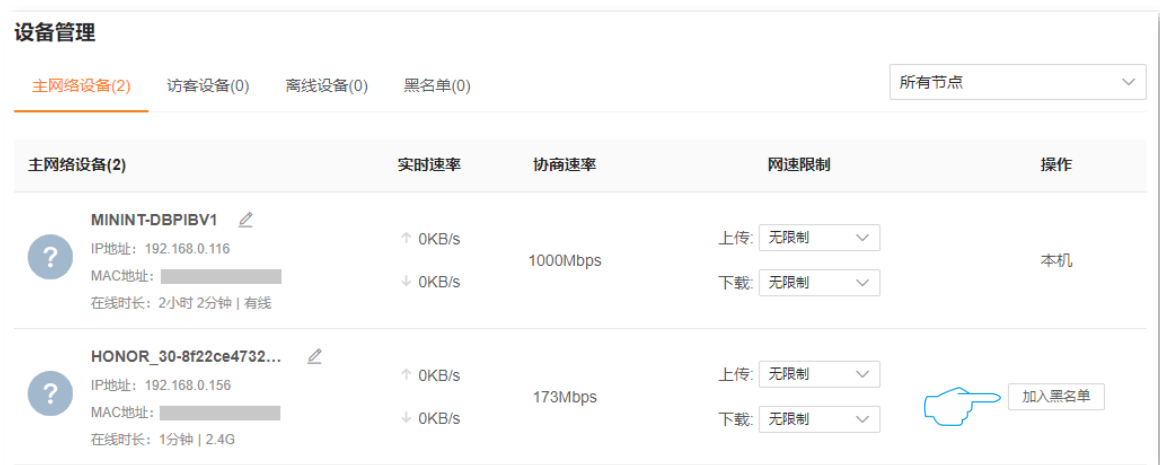 设备管理
主网络设备(2) 访客设备(0) 离线设备(0) 黑名单(0) 所有节点
主网络设备(2) 实时速率 协商速率 网速限制 操作
MININT-DBPIBV1
IP地址：192.168.0.116
MAC地址：
在线时长：2小时 2分钟 | 有线
↑ 0KB/s
↓ 0KB/s
1000Mbps
上传: 无限制
下载: 无限制
本机
HONOR_30-8f22ce4732...
IP地址：192.168.0.156
MAC地址：
在线时长：1分钟 | 2.4G
↑ 0KB/s
↓ 0KB/s
173Mbps
上传: 无限制
下载: 无限制
加入黑名单